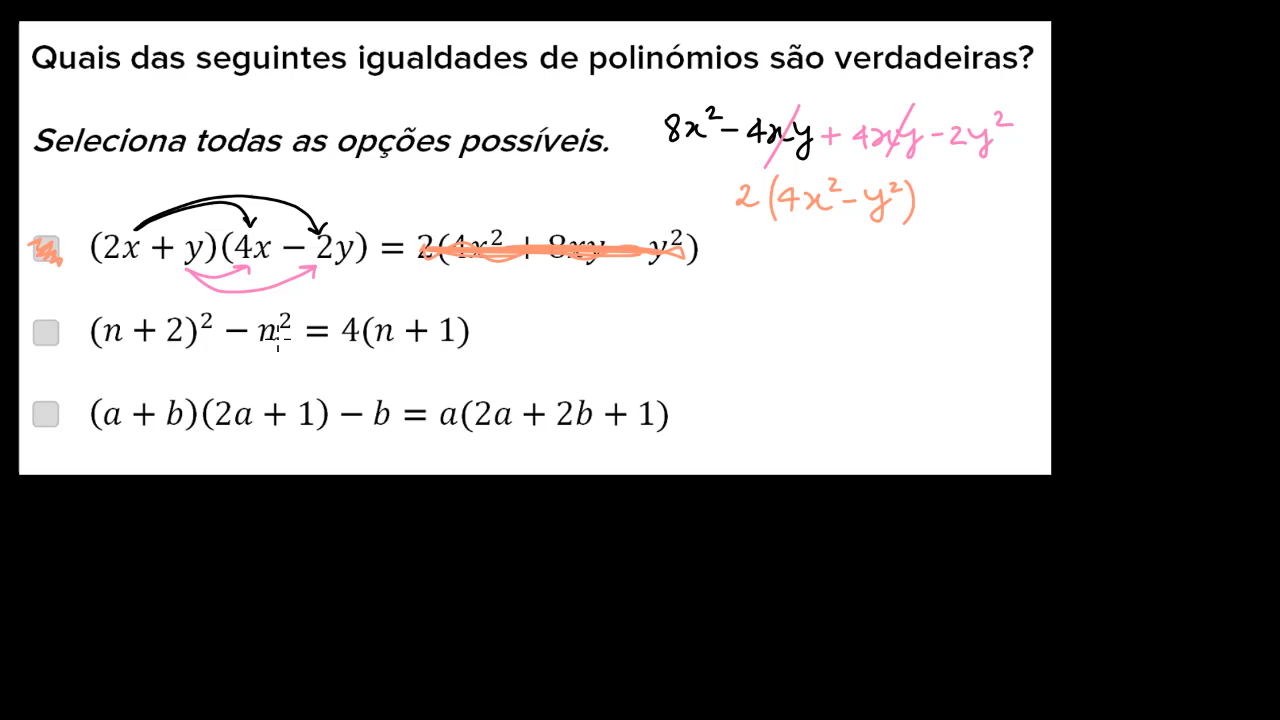 Quais das seguintes igualdades de polinómios são verdadeiras?
Seleciona todas as opções possíveis.
8x² - 4xy + 4xy - 2y²
2(4x² - y²)
(2x + y)(4x − 2y) = 2(4x² + 8xy − y²)
(n + 2)² − n² = 4(n + 1)
(a + b)(2a + 1) − b = a(2a + 2b + 1)